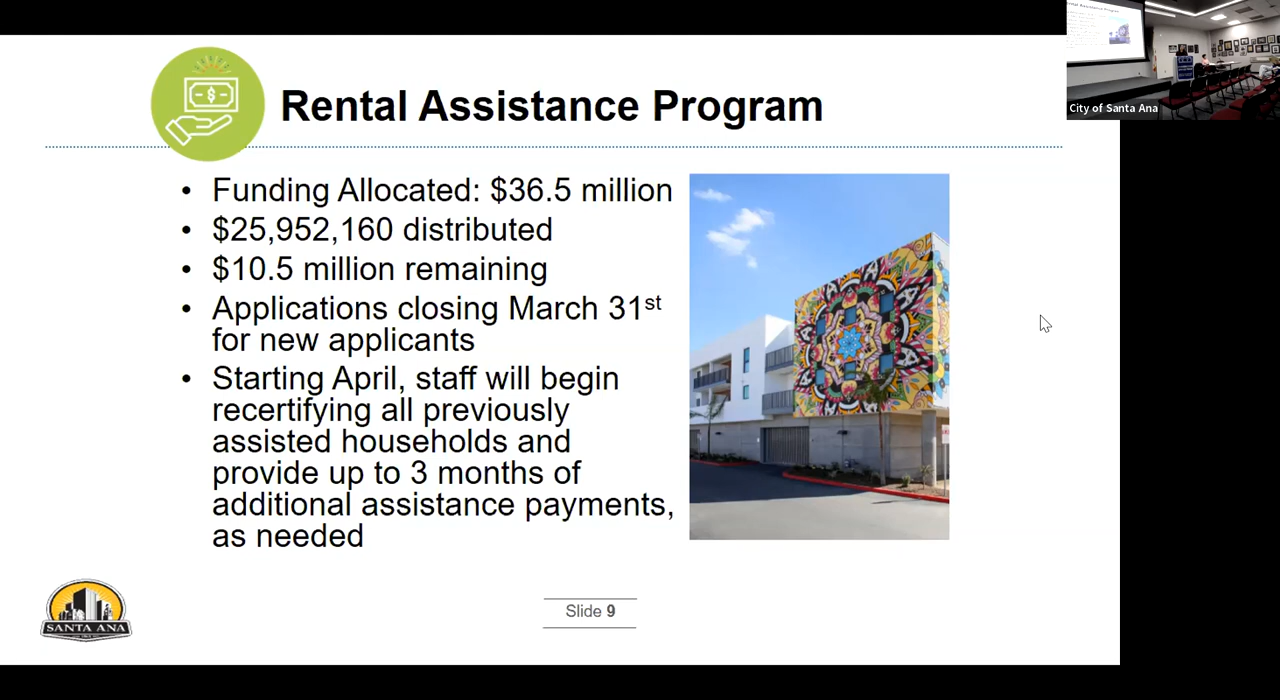 Rental Assistance Program
City of Santa Ana
• Funding Allocated: $36.5 million
• $25,952,160 distributed
• $10.5 million remaining
• Applications closing March 31st
for new applicants
• Starting April, staff will begin
recertifying all previously
assisted households and
provide up to 3 months of
additional assistance payments,
as needed
SANTA ANA
Slide 9